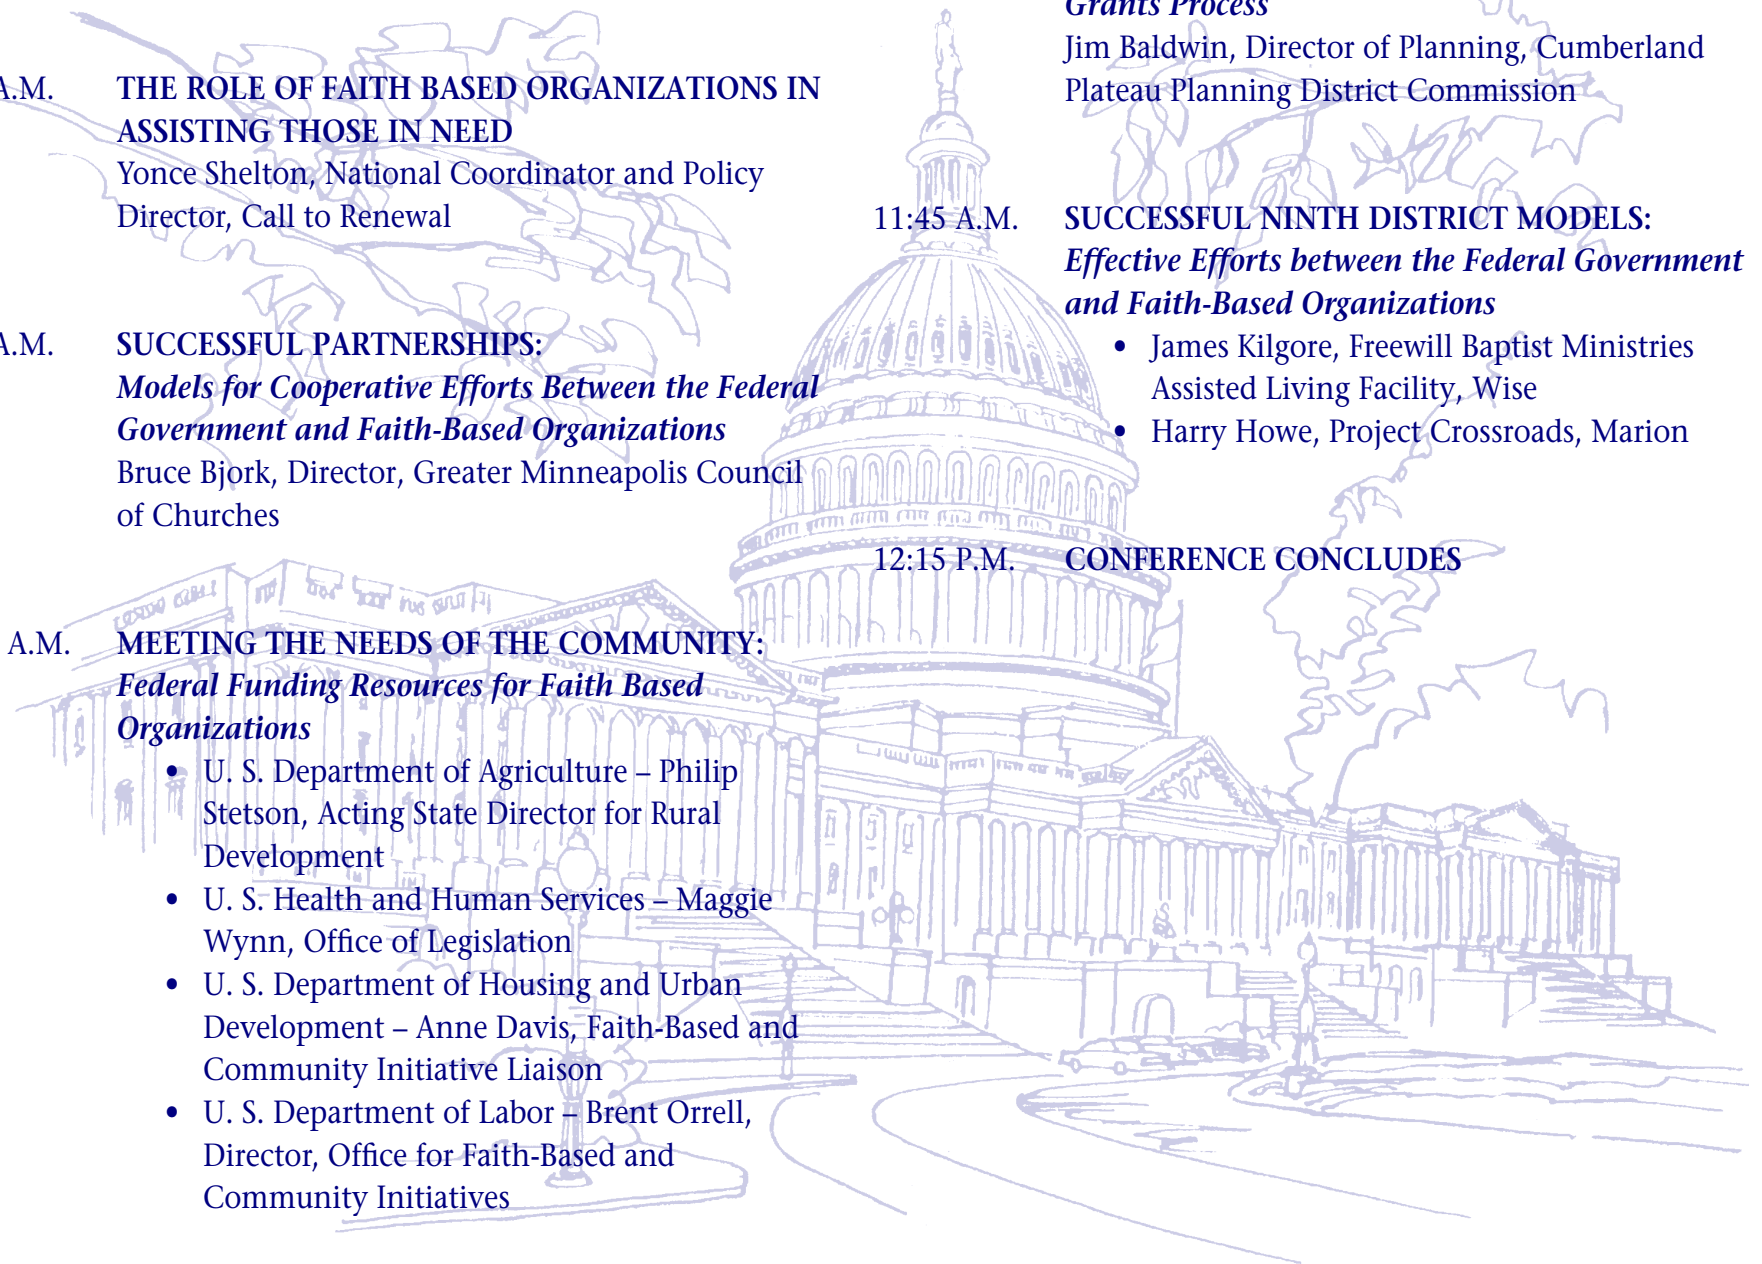 A.M. THE ROLE OF FAITH BASED ORGANIZATIONS IN
ASSISTING THOSE IN NEED
Yonce Shelton, National Coordinator and Policy
Director, Call to Renewal
A.M. SUCCESSFUL PARTNERSHIPS:
Models for Cooperative Efforts Between the Federal
Government and Faith-Based Organizations
Bruce Bjork, Director, Greater Minneapolis Council
of Churches
A.M. MEETING THE NEEDS OF THE COMMUNITY:
Federal Funding Resources for Faith Based
Organizations
• U. S. Department of Agriculture – Philip
Stetson, Acting State Director for Rural
Development
• U. S. Health and Human Services – Maggie
Wynn, Office of Legislation
• U. S. Department of Housing and Urban
Development – Anne Davis, Faith-Based and
Community Initiative Liaison
• U. S. Department of Labor – Brent Orrell,
Director, Office for Faith-Based and
Community Initiatives
Grants Process
Jim Baldwin, Director of Planning, Cumberland
Plateau Planning District Commission
11:45 A.M. SUCCESSFUL NINTH DISTRICT MODELS:
Effective Efforts between the Federal Government
and Faith-Based Organizations
• James Kilgore, Freewill Baptist Ministries
Assisted Living Facility, Wise
• Harry Howe, Project Crossroads, Marion
12:15 P.M. CONFERENCE CONCLUDES